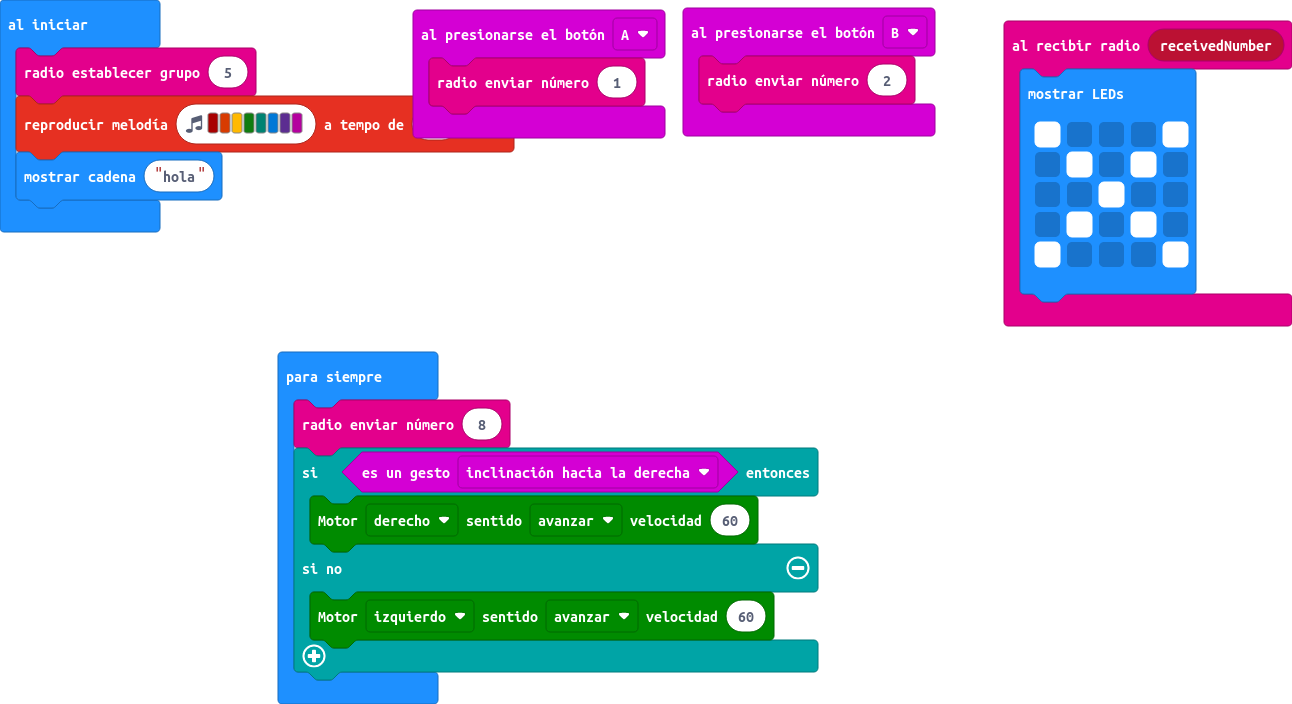 al iniciar
radio establecer grupo 5
reproducir melodía a tempo de
mostrar cadena "hola"
al presionarse el botón A
radio enviar número 1
al presionarse el botón B
radio enviar número 2
al recibir radio receivedNumber
mostrar LEDs
para siempre
radio enviar número 8
si es un gesto inclinación hacia la derecha entonces
Motor derecho sentido avanzar velocidad 60
si no
Motor izquierdo sentido avanzar velocidad 60